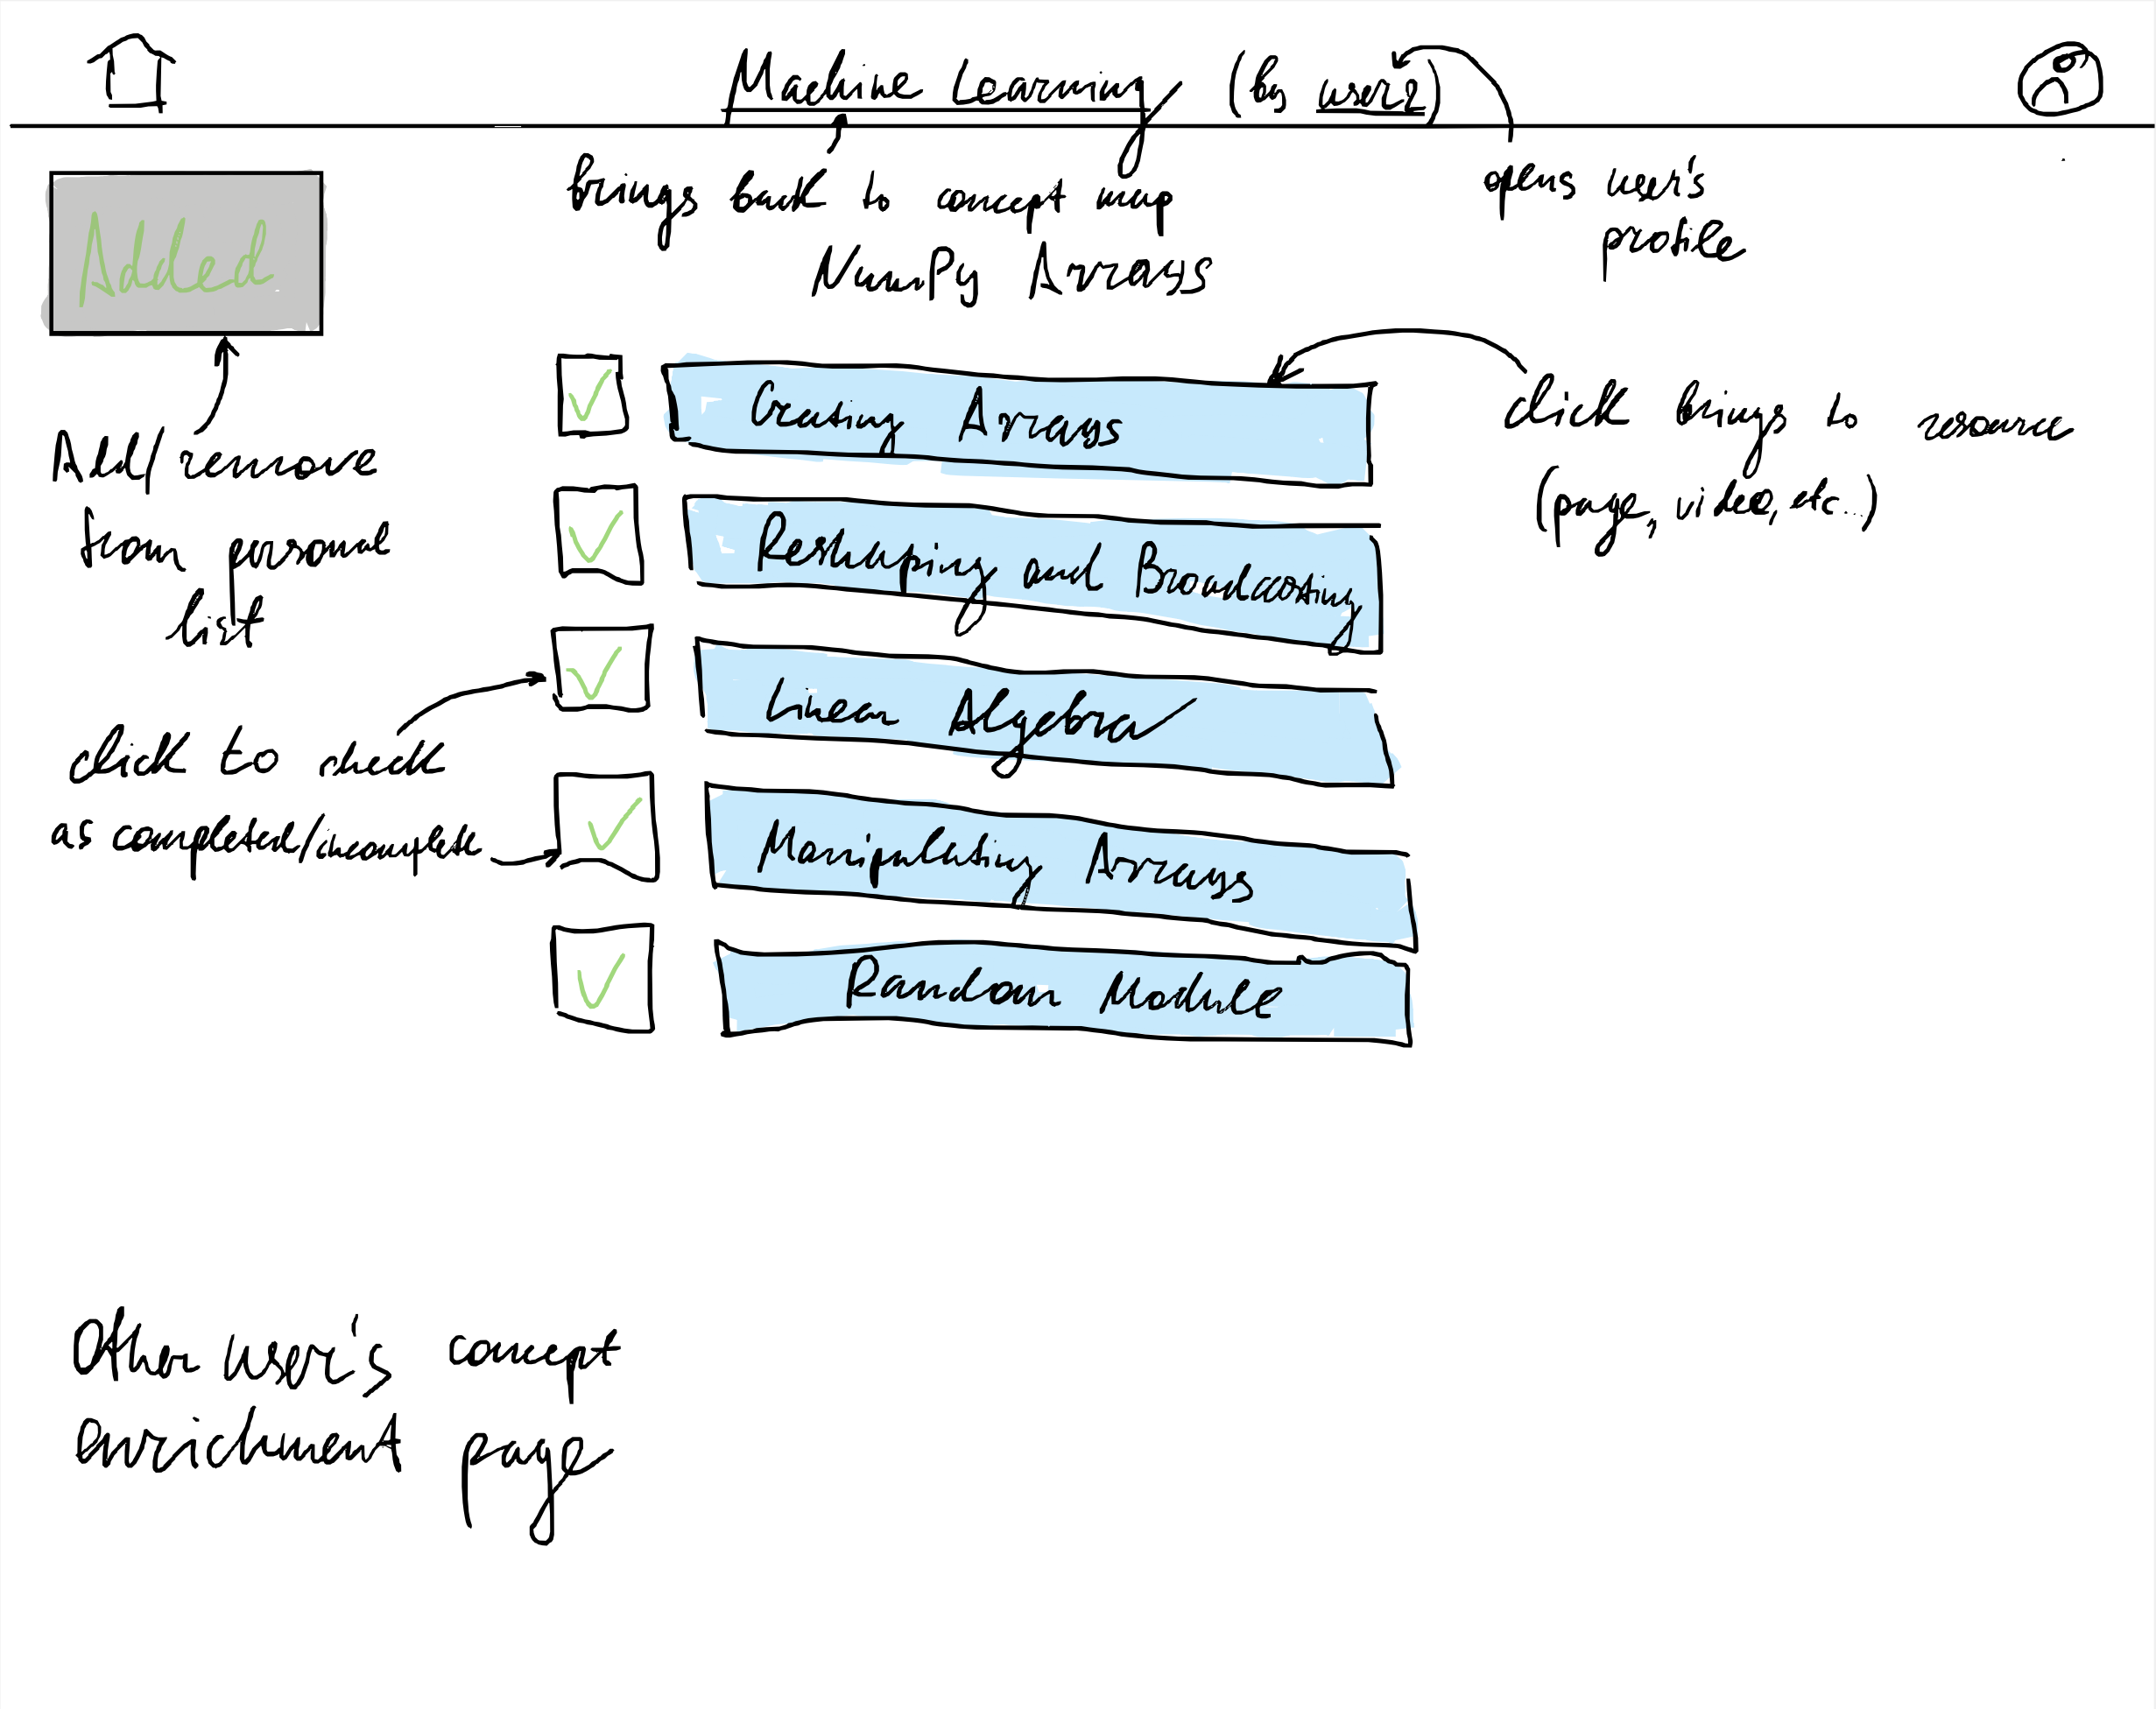 Machine Learning (by user2)
brings back to concept map
opens user's
profile
Added
Numpy Arrays
Creating Arrays
click brings to resource
(page, video, etc...)
Add/remove
from personal
list
Reshaping and Broadcasting
Linear Algebra
click to check
as completed/incomplete
Manipulating Arrays
Random Module
Other user's concept
enrichment page